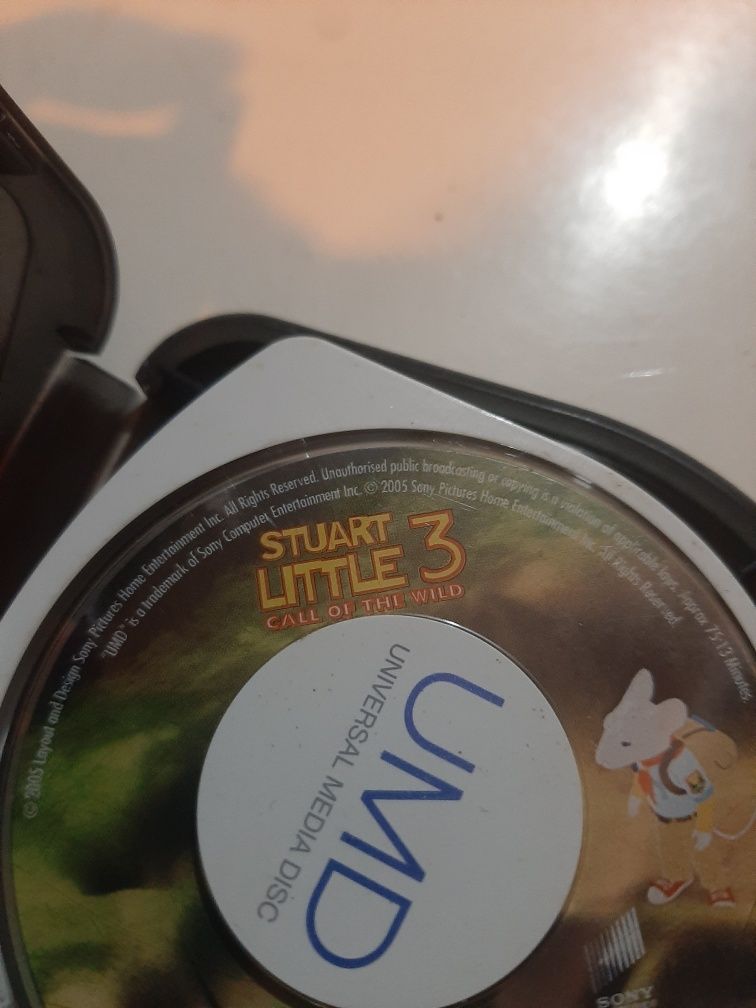 © 2005 Layout and Design Sony Pictures Home Entertainment Inc. All Rights Reserved. Unauthorised public broadcasting or copying is a violation of applicable laws. Approx 75:13 Minutes.
"UMD" is a trademark of Sony Computer Entertainment Inc. © 2005 Sony Pictures Home Entertainment Inc. All Rights Reserved.
STUART
LITTLE 3
CALL OF THE WILD
UMD
UNIVERSAL MEDIA DISC
SONY